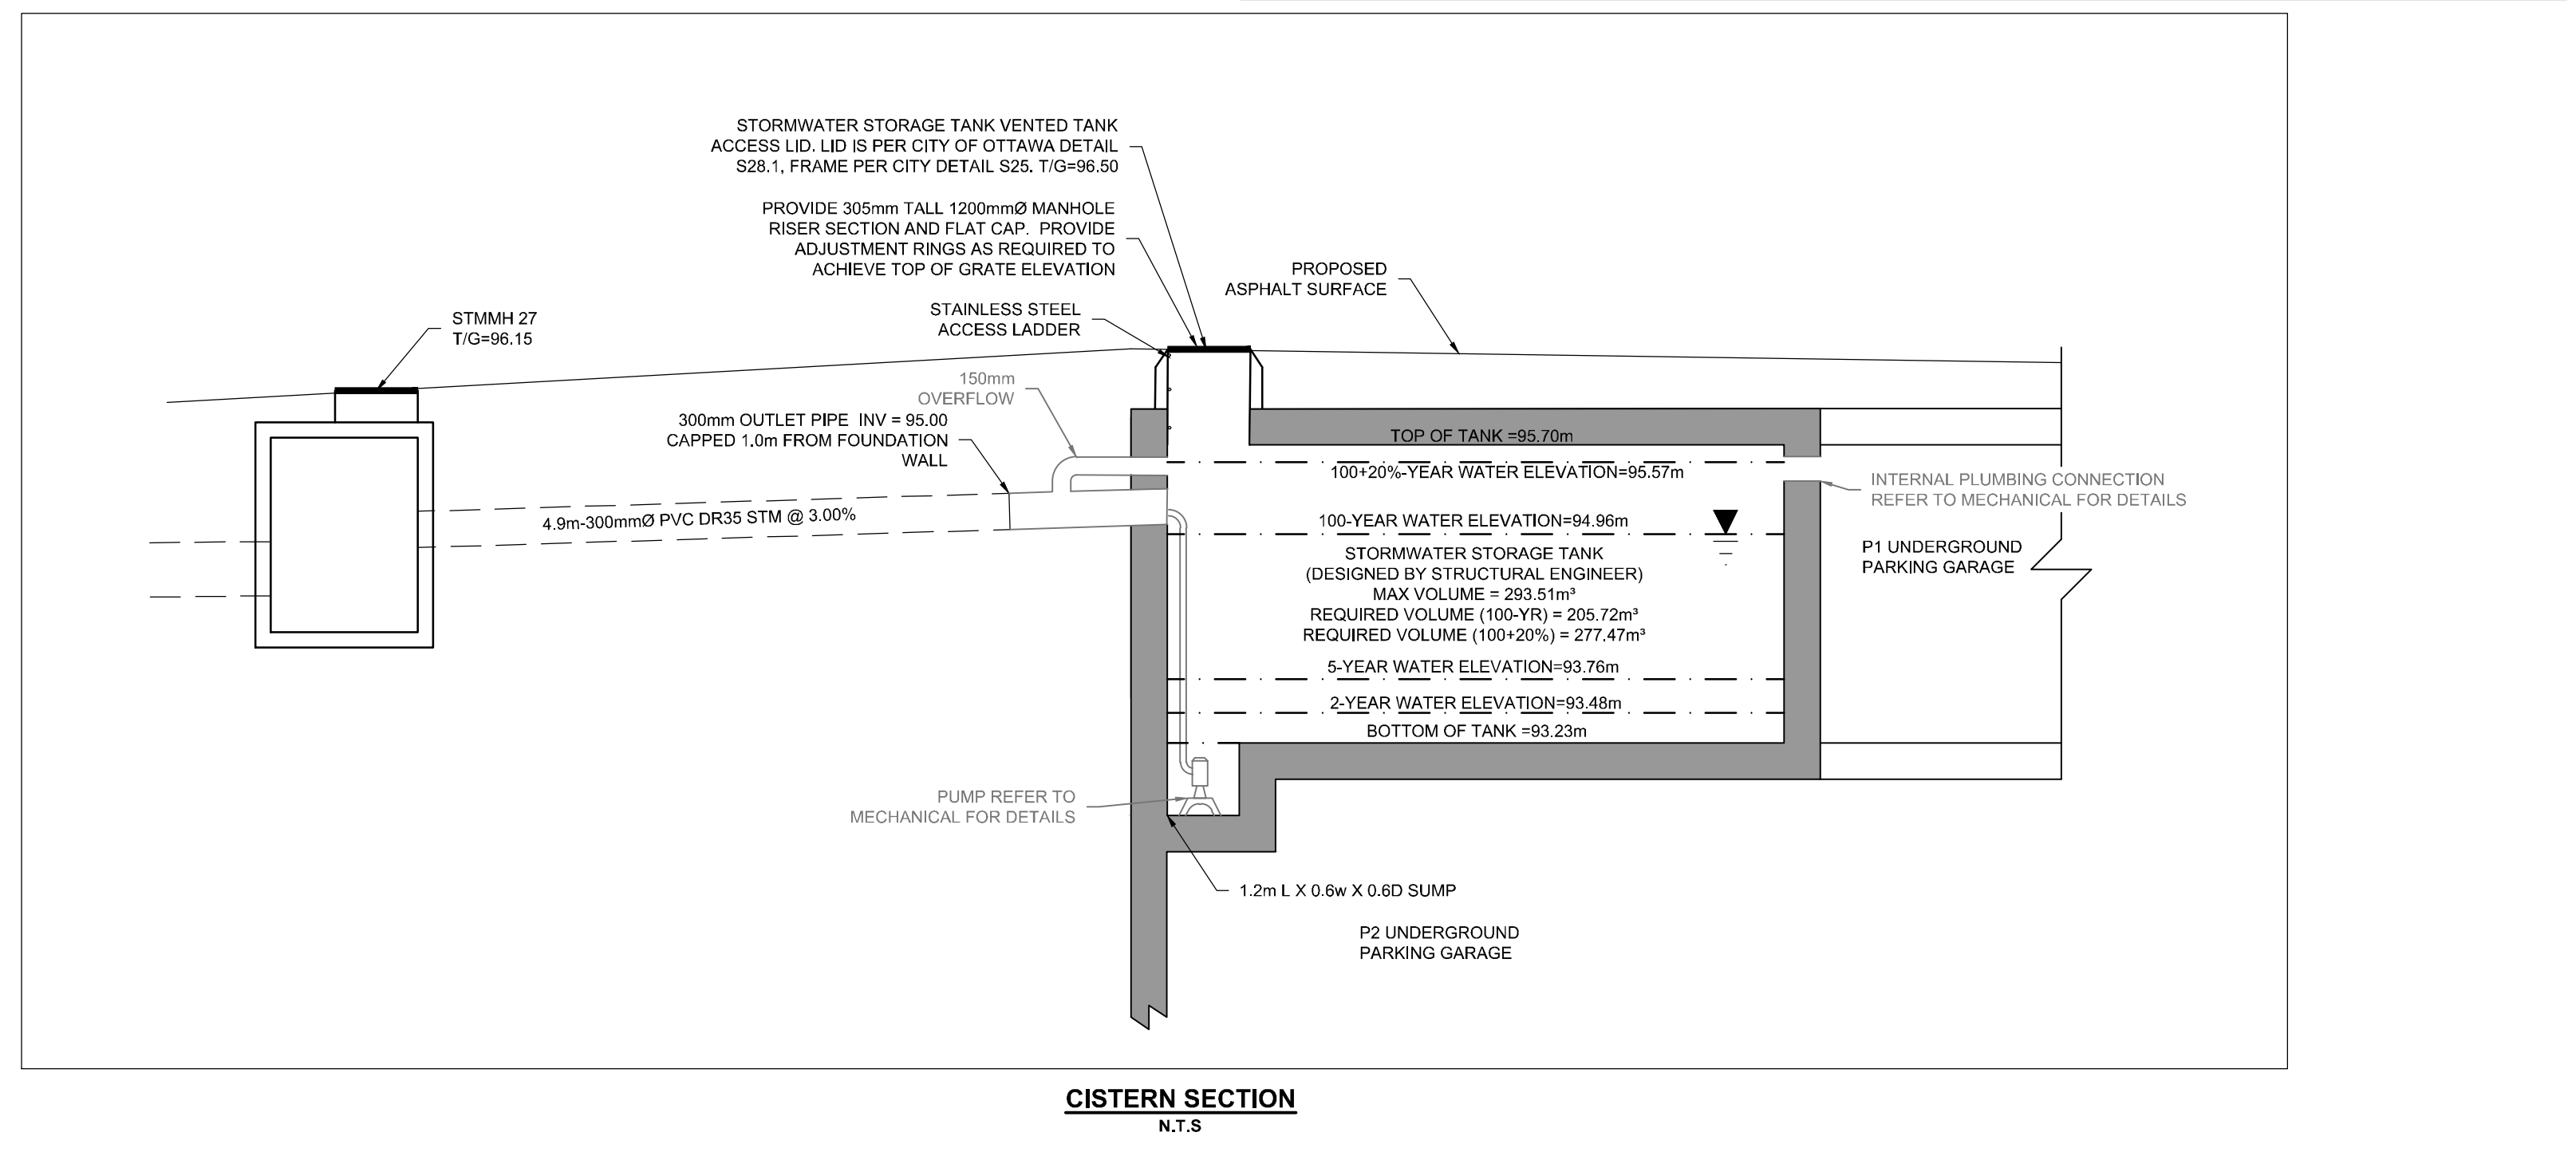 STORMWATER STORAGE TANK VENTED TANK
ACCESS LID. LID IS PER CITY OF OTTAWA DETAIL
S28.1, FRAME PER CITY DETAIL S25. T/G=96.50
PROVIDE 305mm TALL 1200mmØ MANHOLE
RISER SECTION AND FLAT CAP. PROVIDE
ADJUSTMENT RINGS AS REQUIRED TO
ACHIEVE TOP OF GRATE ELEVATION
PROPOSED
ASPHALT SURFACE
STAINLESS STEEL
ACCESS LADDER
STMMH 27
T/G=96.15
150mm
OVERFLOW
300mm OUTLET PIPE INV = 95.00
CAPPED 1.0m FROM FOUNDATION
WALL
4.9m-300mmØ PVC DR35 STM @ 3.00%
TOP OF TANK =95.70m
100+20%-YEAR WATER ELEVATION=95.57m
INTERNAL PLUMBING CONNECTION
REFER TO MECHANICAL FOR DETAILS
100-YEAR WATER ELEVATION=94.96m
STORMWATER STORAGE TANK
(DESIGNED BY STRUCTURAL ENGINEER)
MAX VOLUME = 293.51m³
REQUIRED VOLUME (100-YR) = 205.72m³
REQUIRED VOLUME (100+20%) = 277.47m³
P1 UNDERGROUND
PARKING GARAGE
5-YEAR WATER ELEVATION=93.76m
2-YEAR WATER ELEVATION=93.48m
BOTTOM OF TANK =93.23m
PUMP REFER TO
MECHANICAL FOR DETAILS
1.2m L X 0.6w X 0.6D SUMP
P2 UNDERGROUND
PARKING GARAGE
CISTERN SECTION
N.T.S